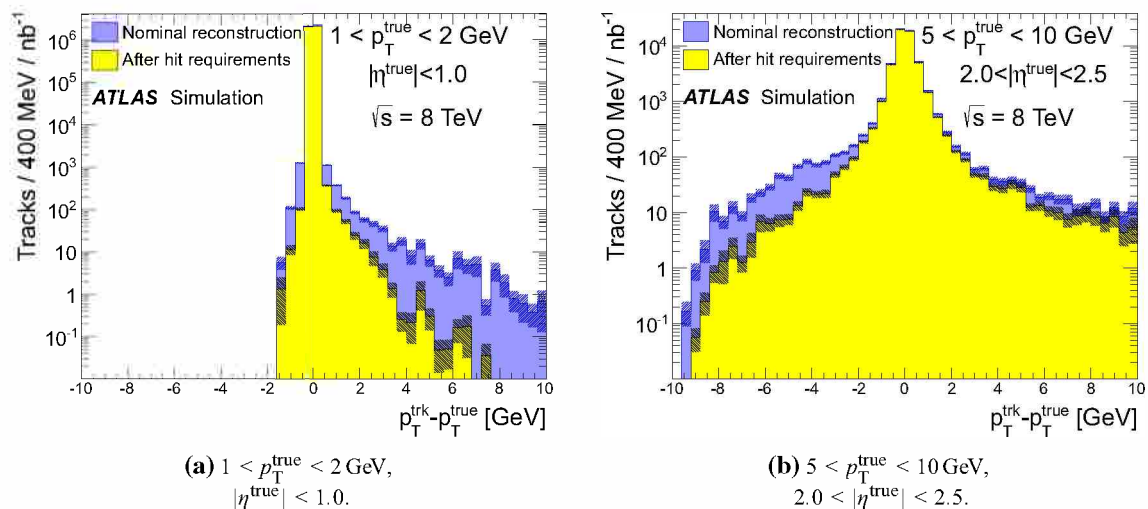 Tracks / 400 MeV / nb⁻¹
10⁶
10⁵
10⁴
10³
10²
10
1
10⁻¹
Nominal reconstruction
After hit requirements
ATLAS Simulation
1 < p_T^true < 2 GeV
|η^true|<1.0
√s = 8 TeV
-10 -8 -6 -4 -2 0 2 4 6 8 10
p_T^trk-p_T^true [GeV]
(a) 1 < p_T^true < 2 GeV,
|η^true| < 1.0.
Tracks / 400 MeV / nb⁻¹
10⁴
10³
10²
10
1
10⁻¹
Nominal reconstruction
After hit requirements
ATLAS Simulation
5 < p_T^true < 10 GeV
2.0<|η^true|<2.5
√s = 8 TeV
-10 -8 -6 -4 -2 0 2 4 6 8 10
p_T^trk-p_T^true [GeV]
(b) 5 < p_T^true < 10 GeV,
2.0 < |η^true| < 2.5.